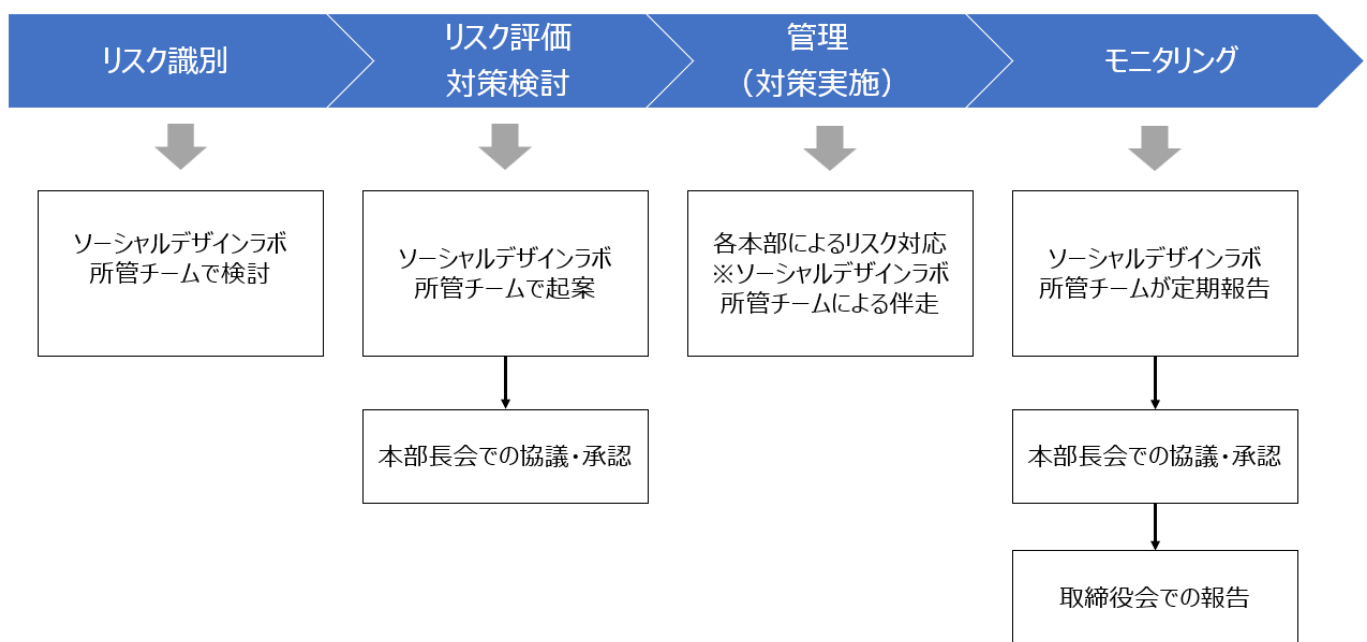 リスク識別
リスク評価
対策検討
管理
（対策実施）
モニタリング
ソーシャルデザインラボ
所管チームで検討
ソーシャルデザインラボ
所管チームで起案
本部長会での協議・承認
各本部によるリスク対応
※ソーシャルデザインラボ
所管チームによる伴走
ソーシャルデザインラボ
所管チームが定期報告
本部長会での協議・承認
取締役会での報告